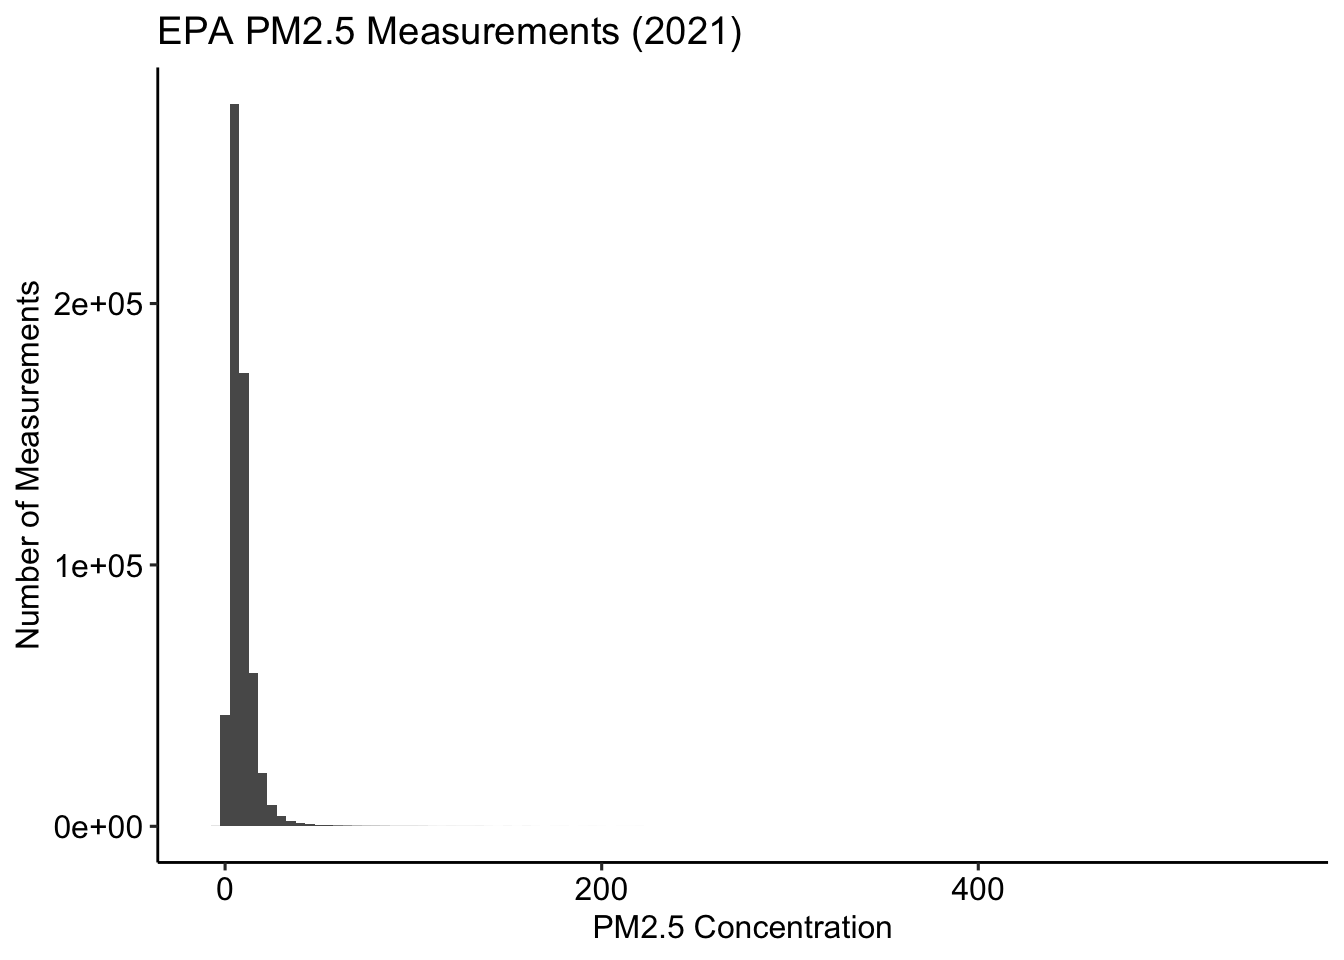 EPA PM2.5 Measurements (2021)
Number of Measurements
2e+05
1e+05
0e+00
0
200
400
PM2.5 Concentration